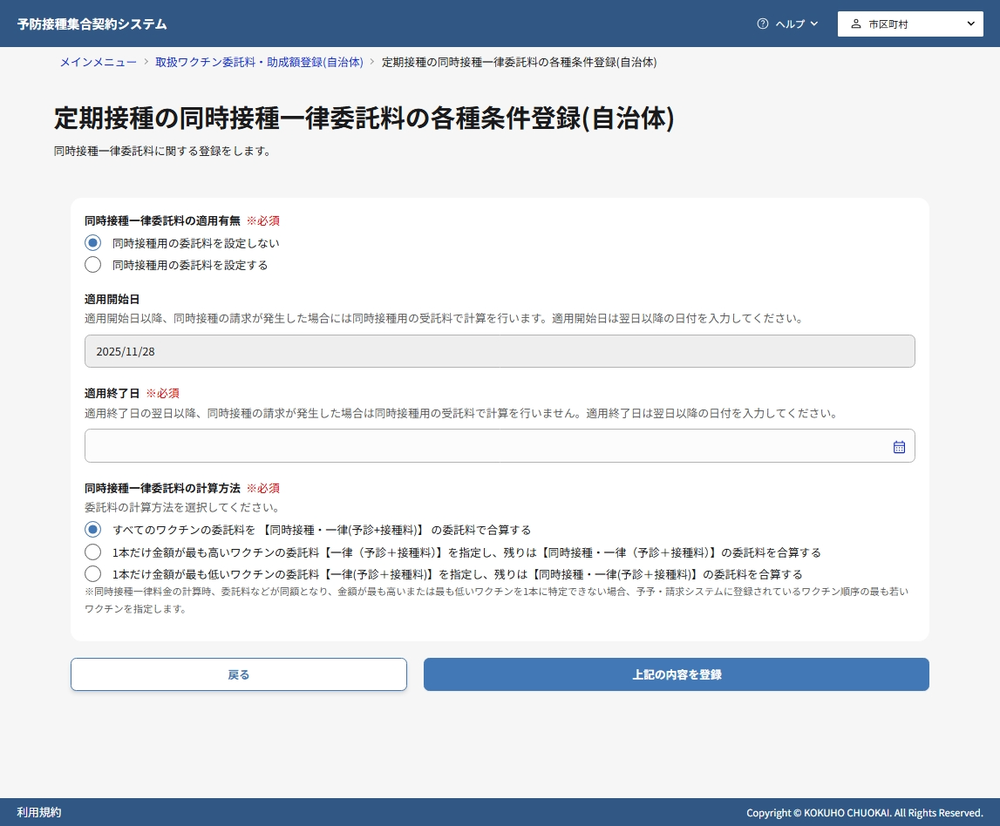 予防接種集合契約システム
ヘルプ
市区町村
メインメニュー > 取扱ワクチン委託料・助成額登録(自治体) > 定期接種の同時接種一律委託料の各種条件登録(自治体)
定期接種の同時接種一律委託料の各種条件登録(自治体)
同時接種一律委託料に関する登録をします。
同時接種一律委託料の適用有無 ※必須
同時接種用の委託料を設定しない
同時接種用の委託料を設定する
適用開始日
適用開始日以降、同時接種の請求が発生した場合には同時接種用の受託料で計算を行います。適用開始日は翌日以降の日付を入力してください。
2025/11/28
適用終了日 ※必須
適用終了日の翌日以降、同時接種の請求が発生した場合は同時接種用の受託料で計算を行いません。適用終了日は翌日以降の日付を入力してください。
同時接種一律委託料の計算方法 ※必須
委託料の計算方法を選択してください。
すべてのワクチンの委託料を 【同時接種・一律(予診+接種料)】 の委託料で合算する
1本だけ金額が最も高いワクチンの委託料【一律（予診＋接種料）】を指定し、残りは【同時接種・一律（予診＋接種料）】の委託料を合算する
1本だけ金額が最も低いワクチンの委託料【一律(予診＋接種料)】を指定し、残りは【同時接種・一律(予診＋接種料)】の委託料を合算する
※同時接種一律料金の計算時、委託料などが同額となり、金額が最も高いまたは最も低いワクチンを1本に特定できない場合、予予・請求システムに登録されているワクチン順序の最も若い
ワクチンを指定します。
戻る
上記の内容を登録
利用規約
Copyright © KOKUHO CHUOKAI. All Rights Reserved.